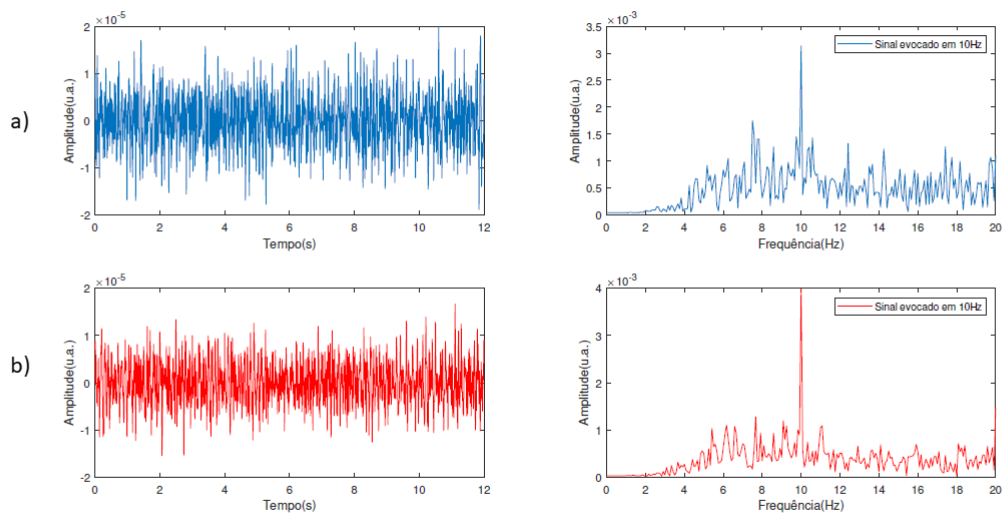 a)
×10⁻⁵
2
1
0
-1
-2
Amplitude(u.a.)
0 2 4 6 8 10 12
Tempo(s)
×10⁻³
3.5
3
2.5
2
1.5
1
0.5
0
Amplitude(u.a.)
Sinal evocado em 10Hz
0 2 4 6 8 10 12 14 16 18 20
Frequência(Hz)
b)
×10⁻⁵
2
1
0
-1
-2
Amplitude(u.a.)
0 2 4 6 8 10 12
Tempo(s)
×10⁻³
4
3
2
1
0
Amplitude(u.a.)
Sinal evocado em 10Hz
0 2 4 6 8 10 12 14 16 18 20
Frequência(Hz)